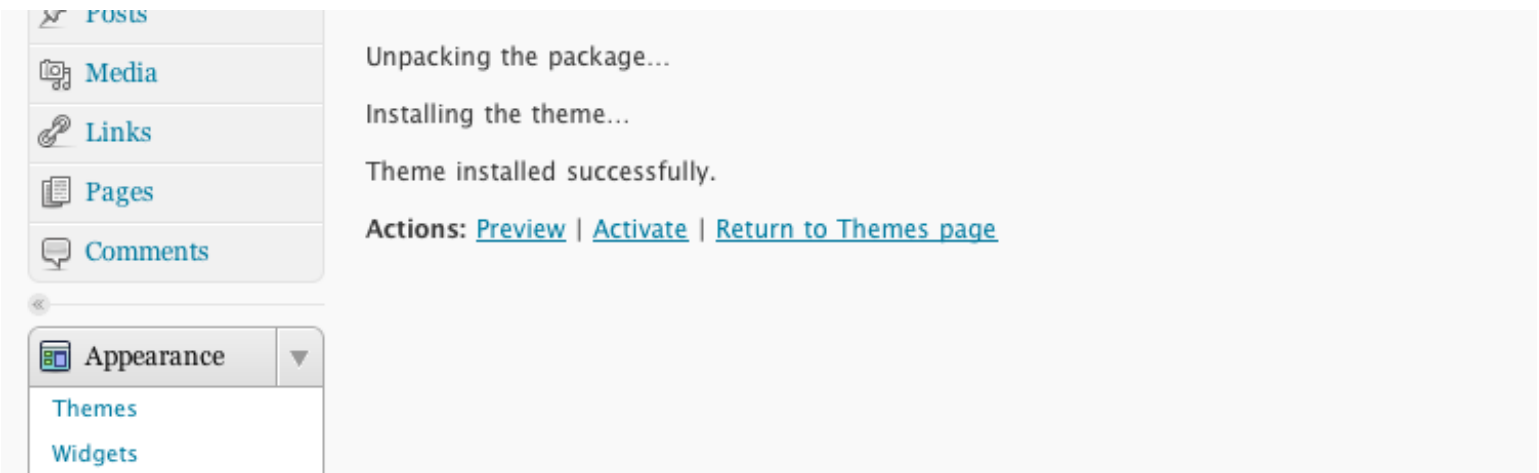 Posts
Media
Links
Pages
Comments
Appearance
Themes
Widgets
Unpacking the package…
Installing the theme…
Theme installed successfully.
Actions: Preview | Activate | Return to Themes page